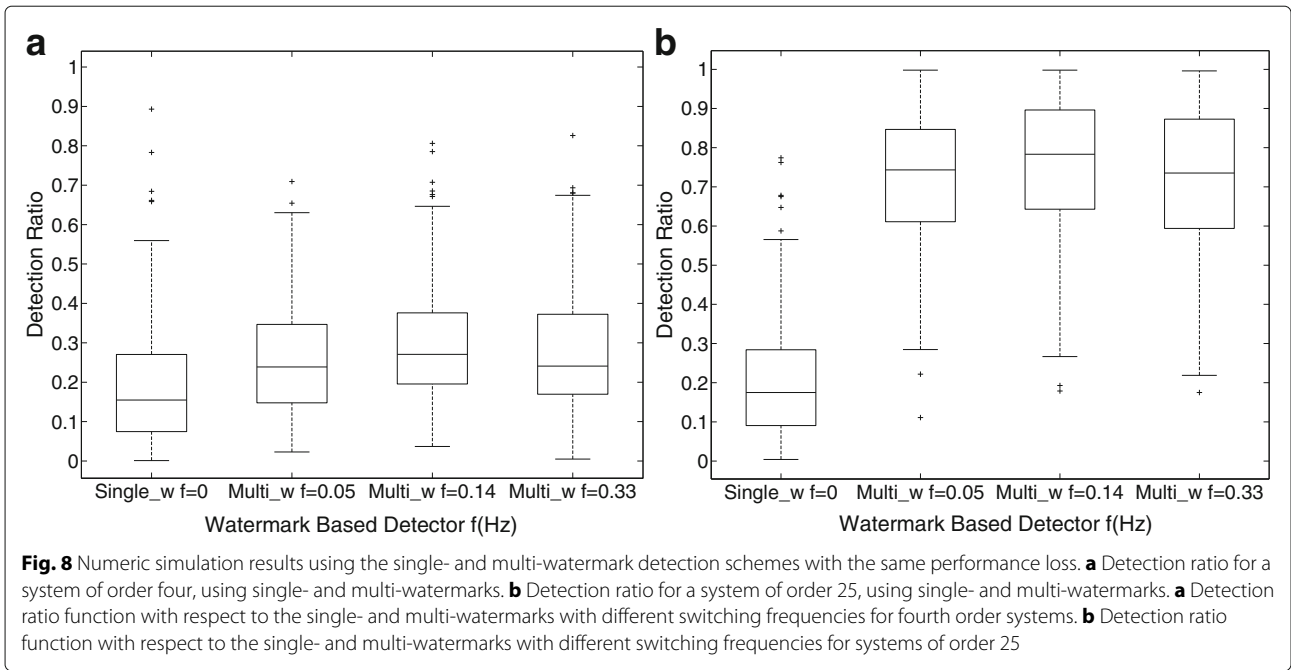 a
1
0.9
0.8
0.7
0.6
0.5
0.4
0.3
0.2
0.1
0
Detection Ratio
Single_w f=0 Multi_w f=0.05 Multi_w f=0.14 Multi_w f=0.33
Watermark Based Detector f(Hz)
b
1
0.9
0.8
0.7
0.6
0.5
0.4
0.3
0.2
0.1
0
Detection Ratio
Single_w f=0 Multi_w f=0.05 Multi_w f=0.14 Multi_w f=0.33
Watermark Based Detector f(Hz)
Fig. 8 Numeric simulation results using the single- and multi-watermark detection schemes with the same performance loss. a Detection ratio for a
system of order four, using single- and multi-watermarks. b Detection ratio for a system of order 25, using single- and multi-watermarks. a Detection
ratio function with respect to the single- and multi-watermarks with different switching frequencies for fourth order systems. b Detection ratio
function with respect to the single- and multi-watermarks with different switching frequencies for systems of order 25